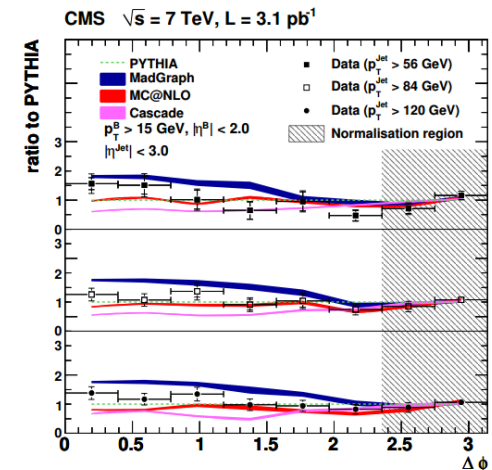 CMS √s = 7 TeV, L = 3.1 pb⁻¹
ratio to PYTHIA
PYTHIA
MadGraph
MC@NLO
Cascade
p_T^B > 15 GeV, |η^B| < 2.0
|η^Jet| < 3.0
Data (p_T^Jet > 56 GeV)
Data (p_T^Jet > 84 GeV)
Data (p_T^Jet > 120 GeV)
Normalisation region
3
2
1
0
3
2
1
0
3
2
1
0
0 0.5 1 1.5 2 2.5 3
Δ ϕ